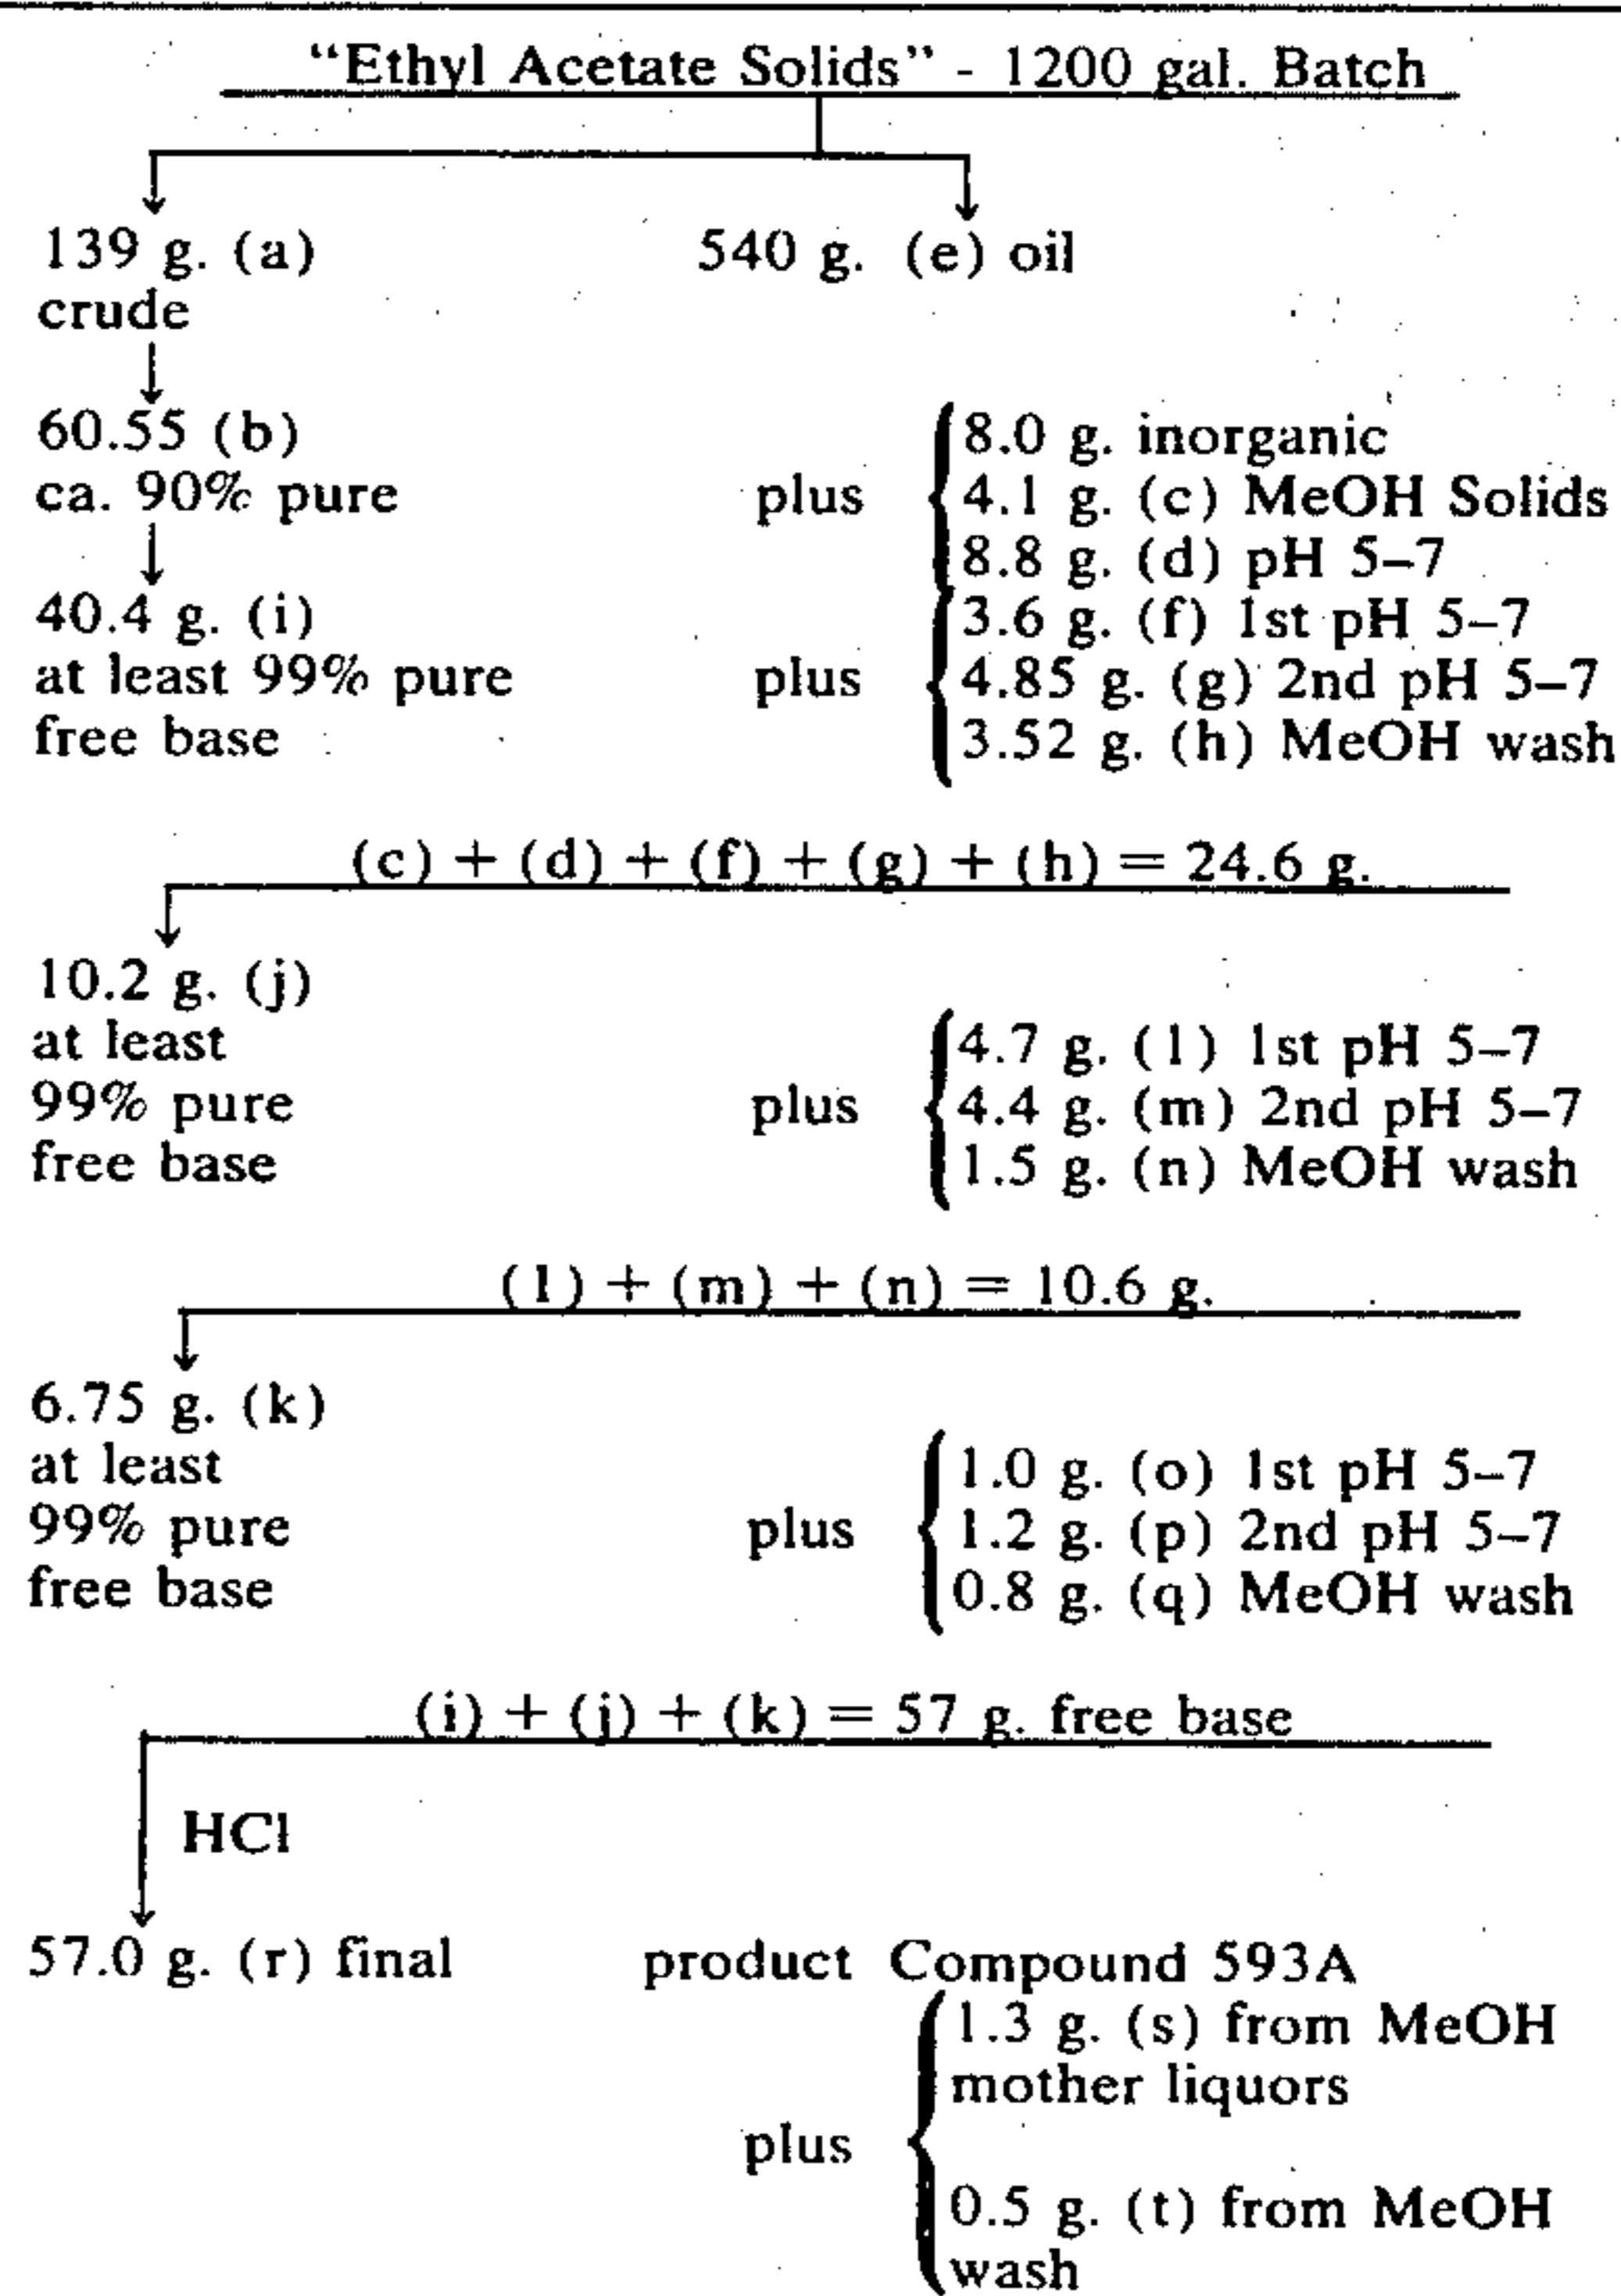 “Ethyl Acetate Solids” - 1200 gal. Batch
139 g. (a)
crude
540 g. (e) oil
60.55 (b)
ca. 90% pure
plus
8.0 g. inorganic
4.1 g. (c) MeOH Solids
8.8 g. (d) pH 5–7
40.4 g. (i)
at least 99% pure
free base
plus
3.6 g. (f) 1st pH 5–7
4.85 g. (g) 2nd pH 5–7
3.52 g. (h) MeOH wash
(c) + (d) + (f) + (g) + (h) = 24.6 g.
10.2 g. (j)
at least
99% pure
free base
plus
4.7 g. (l) 1st pH 5–7
4.4 g. (m) 2nd pH 5–7
1.5 g. (n) MeOH wash
(l) + (m) + (n) = 10.6 g.
6.75 g. (k)
at least
99% pure
free base
plus
1.0 g. (o) 1st pH 5–7
1.2 g. (p) 2nd pH 5–7
0.8 g. (q) MeOH wash
(i) + (j) + (k) = 57 g. free base
HCl
57.0 g. (r) final product Compound 593A
plus
1.3 g. (s) from MeOH
mother liquors
0.5 g. (t) from MeOH
wash